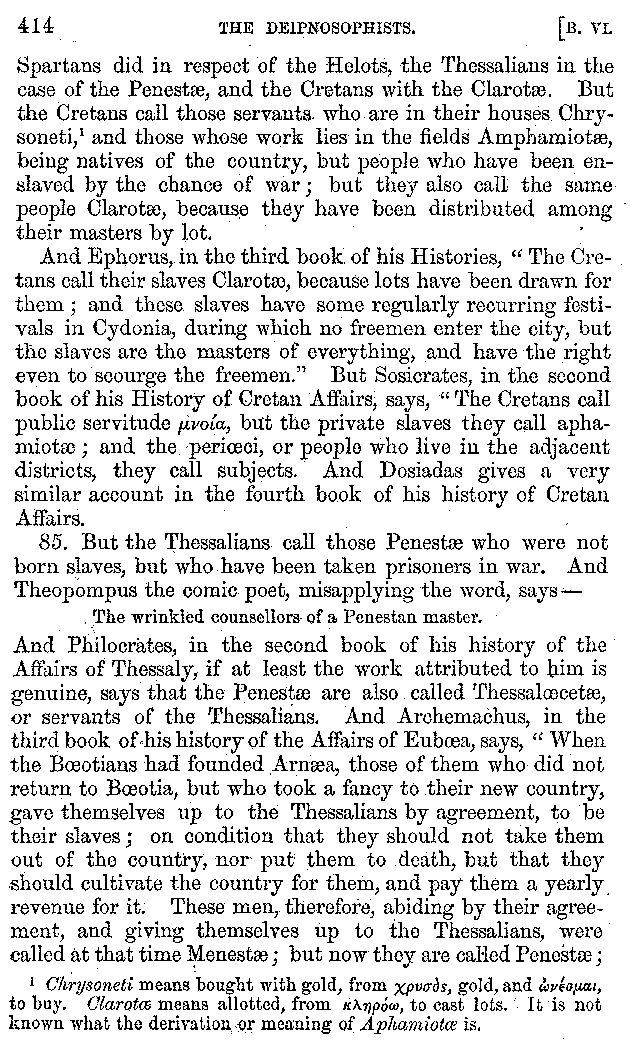 414 THE DEIPNOSOPHISTS. [B. VI.
Spartans did in respect of the Helots, the Thessalians in the
case of the Penestæ, and the Cretans with the Clarotæ. But
the Cretans call those servants who are in their houses Chry-
soneti,¹ and those whose work lies in the fields Amphamiotæ,
being natives of the country, but people who have been en-
slaved by the chance of war; but they also call the same
people Clarotæ, because they have been distributed among
their masters by lot.
And Ephorus, in the third book of his Histories, “ The Cre-
tans call their slaves Clarotæ, because lots have been drawn for
them ; and these slaves have some regularly recurring festi-
vals in Cydonia, during which no freemen enter the city, but
the slaves are the masters of everything, and have the right
even to scourge the freemen.” But Sosicrates, in the second
book of his History of Cretan Affairs, says, “ The Cretans call
public servitude μνοία, but the private slaves they call apha-
miotæ ; and the periœci, or people who live in the adjacent
districts, they call subjects. And Dosiadas gives a very
similar account in the fourth book of his history of Cretan
Affairs.
85. But the Thessalians call those Penestæ who were not
born slaves, but who have been taken prisoners in war. And
Theopompus the comic poet, misapplying the word, says—
The wrinkled counsellors of a Penestan master.
And Philocrates, in the second book of his history of the
Affairs of Thessaly, if at least the work attributed to him is
genuine, says that the Penestæ are also called Thessalœcetæ,
or servants of the Thessalians. And Archemachus, in the
third book of his history of the Affairs of Eubœa, says, “ When
the Bœotians had founded Arnæa, those of them who did not
return to Bœotia, but who took a fancy to their new country,
gave themselves up to the Thessalians by agreement, to be
their slaves ; on condition that they should not take them
out of the country, nor put them to death, but that they
should cultivate the country for them, and pay them a yearly
revenue for it. These men, therefore, abiding by their agree-
ment, and giving themselves up to the Thessalians, were
called at that time Menestæ ; but now they are called Penestæ ;
¹ Chrysoneti means bought with gold, from χρυσὸς, gold, and ὠνέομαι,
to buy. Clarotæ means allotted, from κληρόω, to cast lots. It is not
known what the derivation or meaning of Aphamiotæ is.